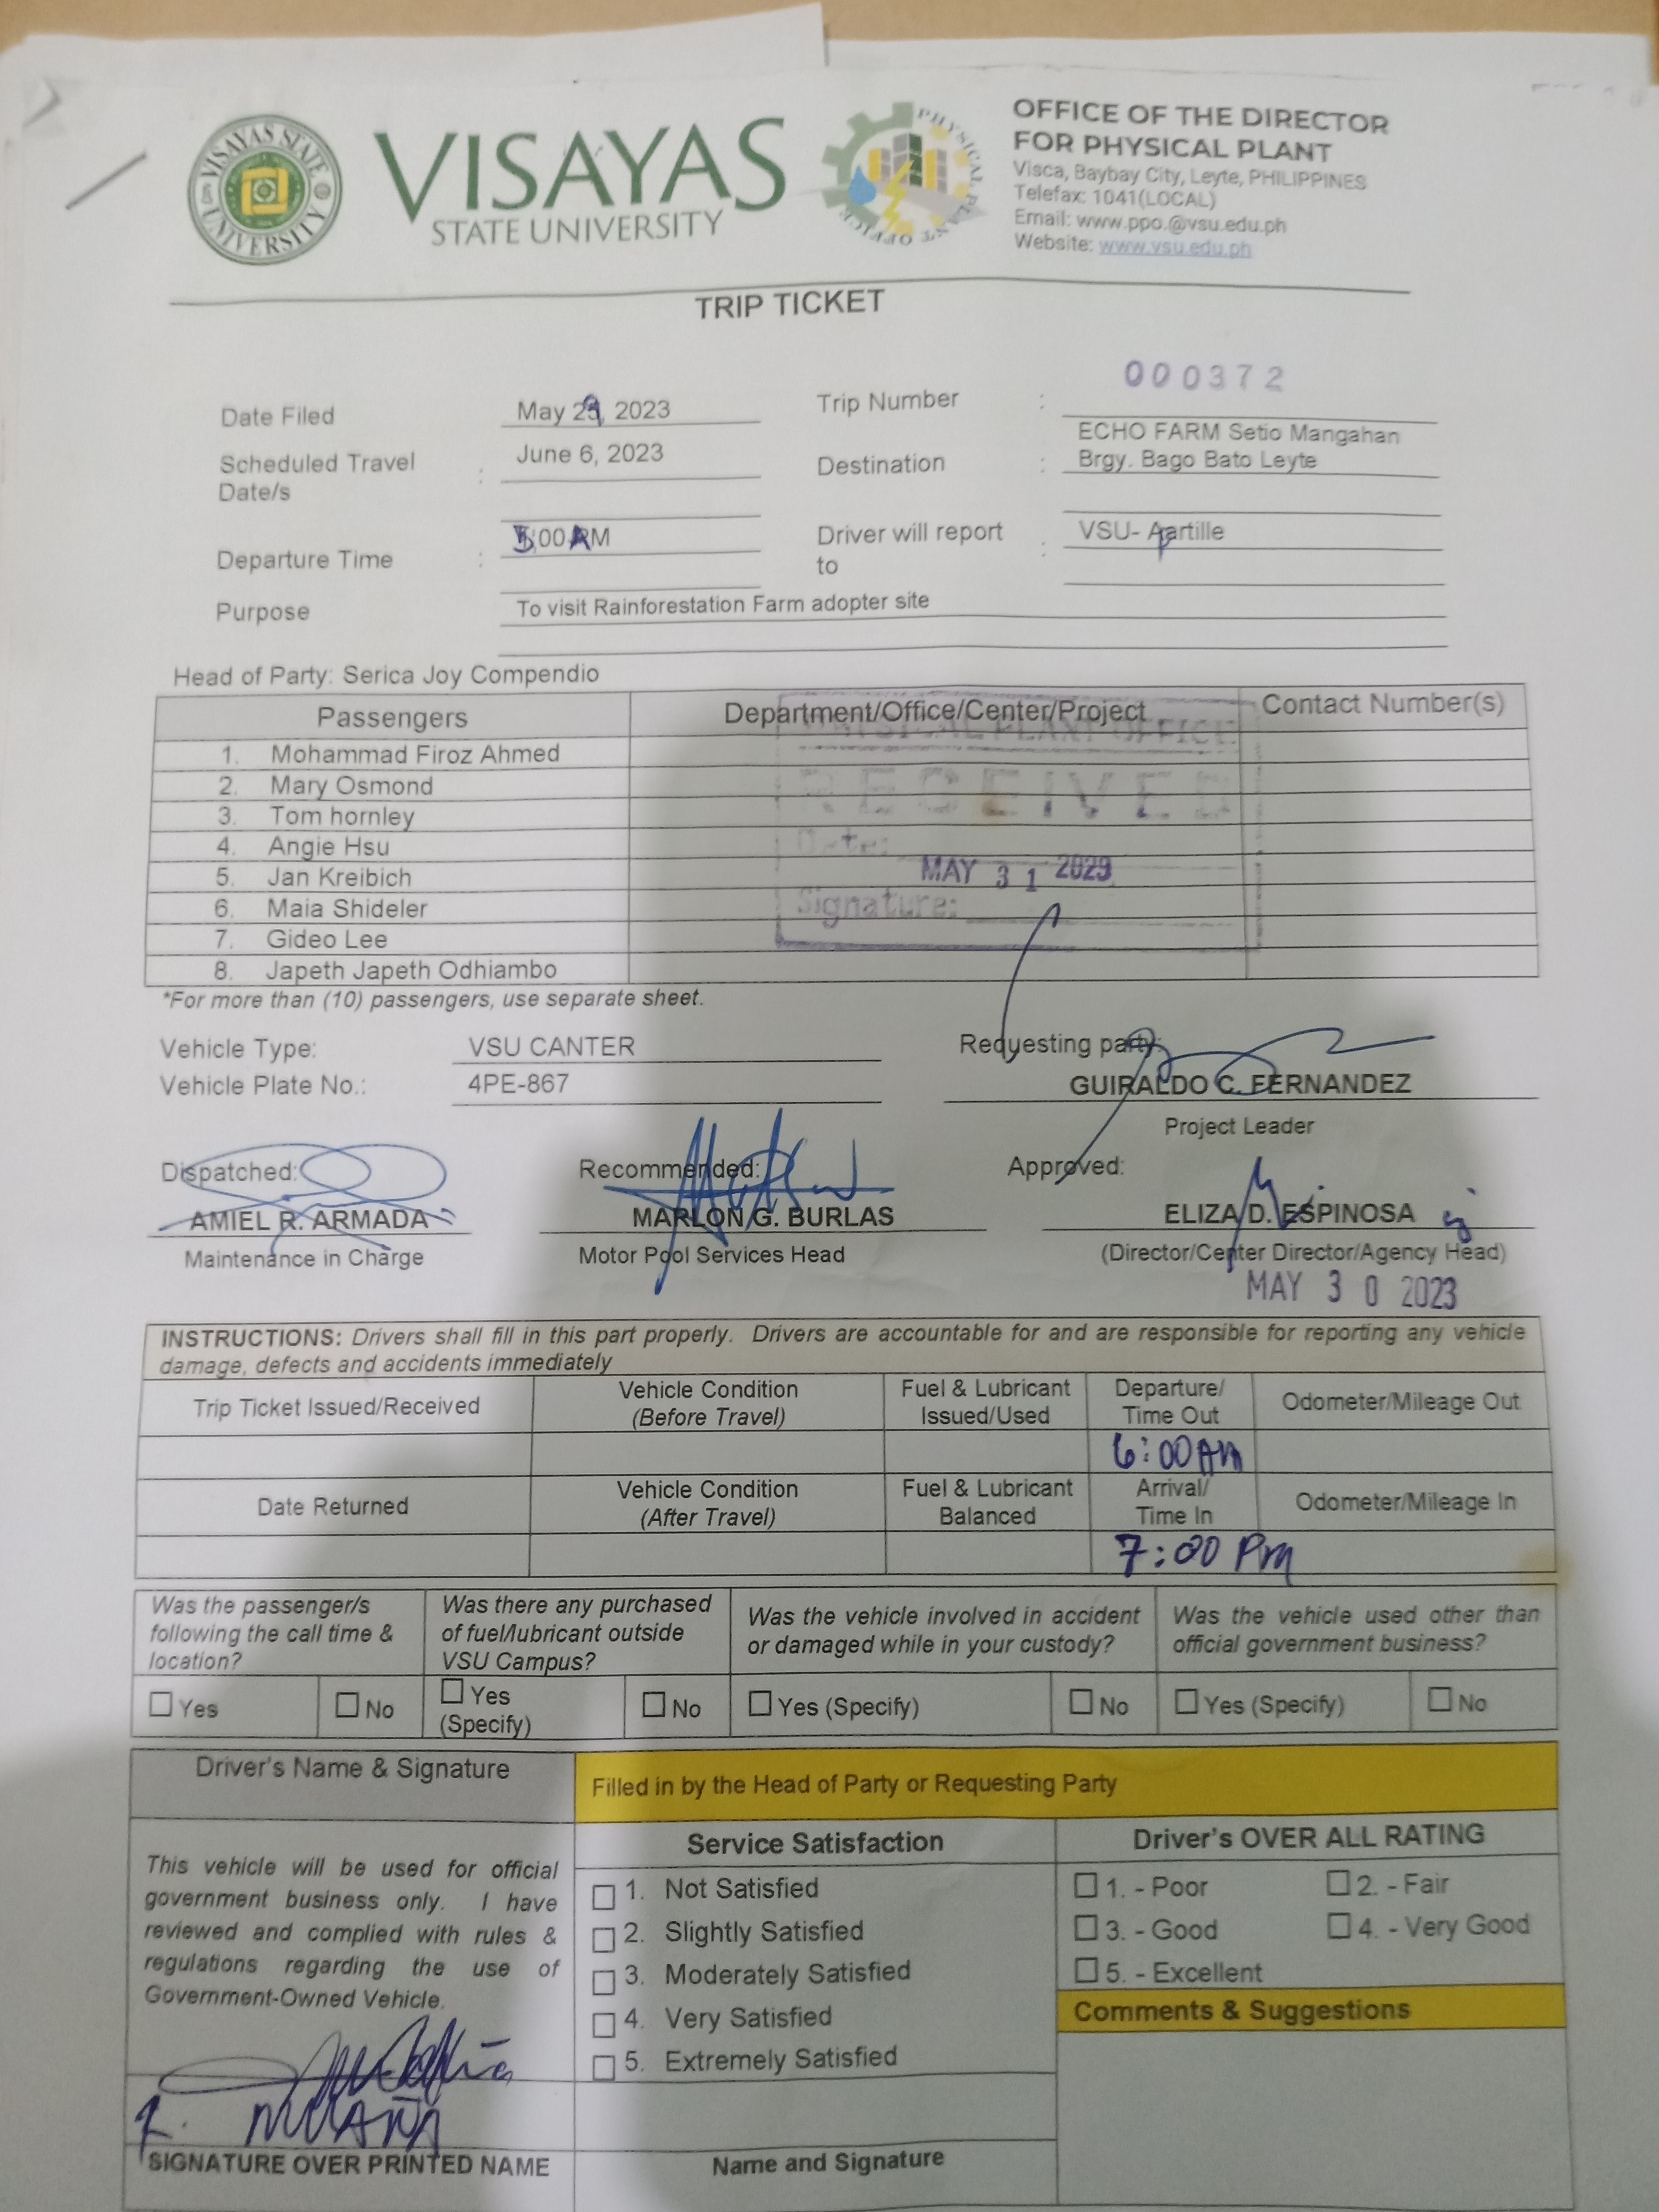 VISAYAS STATE UNIVERSITY
VISAYAS
STATE UNIVERSITY
PHYSICAL PLANT OFFICE
OFFICE OF THE DIRECTOR
FOR PHYSICAL PLANT
Visca, Baybay City, Leyte, PHILIPPINES
Telefax: 1041(LOCAL)
Email: www.ppo.@vsu.edu.ph
Website: www.vsu.edu.ph
TRIP TICKET
000372
Date Filed May 29, 2023 Trip Number :
Scheduled Travel Date/s : June 6, 2023
Destination : ECHO FARM Setio Mangahan
Brgy. Bago Bato Leyte
Departure Time : 5:00AM
Driver will report to : VSU- Apartille
Purpose To visit Rainforestation Farm adopter site
Head of Party: Serica Joy Compendio
Passengers Department/Office/Center/Project Contact Number(s)
1. Mohammad Firoz Ahmed
2. Mary Osmond
3. Tom hornley
4. Angie Hsu
5. Jan Kreibich
6. Maia Shideler
7. Gideo Lee
8. Japeth Japeth Odhiambo
PHYSICAL PLANT OFFICE
RECEIVED
Date:
MAY 31 2023
Signature:
*For more than (10) passengers, use separate sheet.
Vehicle Type: VSU CANTER
Vehicle Plate No.: 4PE-867
Requesting party:
GUIRALDO C. FERNANDEZ
Project Leader
Dispatched: Recommended: Approved:
AMIEL R. ARMADA MARLON G. BURLAS ELIZA D. ESPINOSA
Maintenance in Charge Motor Pool Services Head (Director/Center Director/Agency Head)
MAY 30 2023
INSTRUCTIONS: Drivers shall fill in this part properly. Drivers are accountable for and are responsible for reporting any vehicle
damage, defects and accidents immediately
Trip Ticket Issued/Received
Vehicle Condition
(Before Travel)
Fuel & Lubricant
Issued/Used
Departure/
Time Out
Odometer/Mileage Out
6:00 AM
Date Returned
Vehicle Condition
(After Travel)
Fuel & Lubricant
Balanced
Arrival/
Time In
Odometer/Mileage In
7:00 PM
Was the passenger/s
following the call time &
location?
Was there any purchased
of fuel/lubricant outside
VSU Campus?
Was the vehicle involved in accident
or damaged while in your custody?
Was the vehicle used other than
official government business?
Yes No Yes
(Specify) No Yes (Specify) No Yes (Specify) No
Driver's Name & Signature
Filled in by the Head of Party or Requesting Party
This vehicle will be used for official
government business only. I have
reviewed and complied with rules &
regulations regarding the use of
Government-Owned Vehicle.
SIGNATURE OVER PRINTED NAME
Service Satisfaction
1. Not Satisfied
2. Slightly Satisfied
3. Moderately Satisfied
4. Very Satisfied
5. Extremely Satisfied
Name and Signature
Driver's OVER ALL RATING
1. - Poor 2. - Fair
3. - Good 4. - Very Good
5. - Excellent
Comments & Suggestions